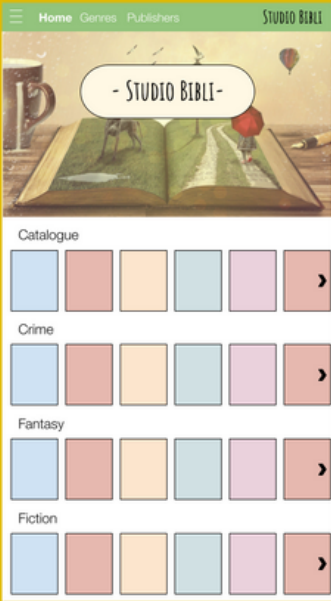 Home Genres Publishers STUDIO BIBLI
- STUDIO BIBLI-
Catalogue
Crime
Fantasy
Fiction